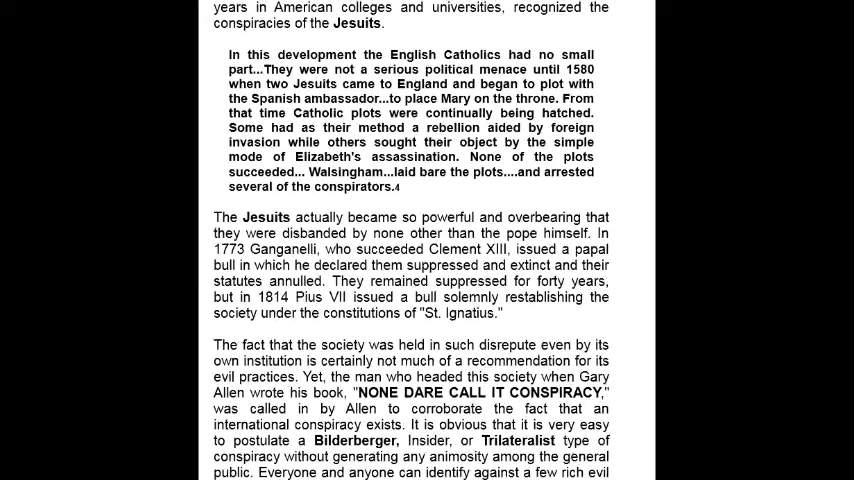 years in American colleges and universities, recognized the
conspiracies of the Jesuits.
In this development the English Catholics had no small
part...They were not a serious political menace until 1580
when two Jesuits came to England and began to plot with
the Spanish ambassador...to place Mary on the throne. From
that time Catholic plots were continually being hatched.
Some had as their method a rebellion aided by foreign
invasion while others sought their object by the simple
mode of Elizabeth's assassination. None of the plots
succeeded... Walsingham...laid bare the plots....and arrested
several of the conspirators.4
The Jesuits actually became so powerful and overbearing that
they were disbanded by none other than the pope himself. In
1773 Ganganelli, who succeeded Clement XIII, issued a papal
bull in which he declared them suppressed and extinct and their
statutes annulled. They remained suppressed for forty years,
but in 1814 Pius VII issued a bull solemnly restablishing the
society under the constitutions of "St. Ignatius."
The fact that the society was held in such disrepute even by its
own institution is certainly not much of a recommendation for its
evil practices. Yet, the man who headed this society when Gary
Allen wrote his book, "NONE DARE CALL IT CONSPIRACY,"
was called in by Allen to corroborate the fact that an
international conspiracy exists. It is obvious that it is very easy
to postulate a Bilderberger, Insider, or Trilateralist type of
conspiracy without generating any animosity among the general
public. Everyone and anyone can identify against a few rich evil